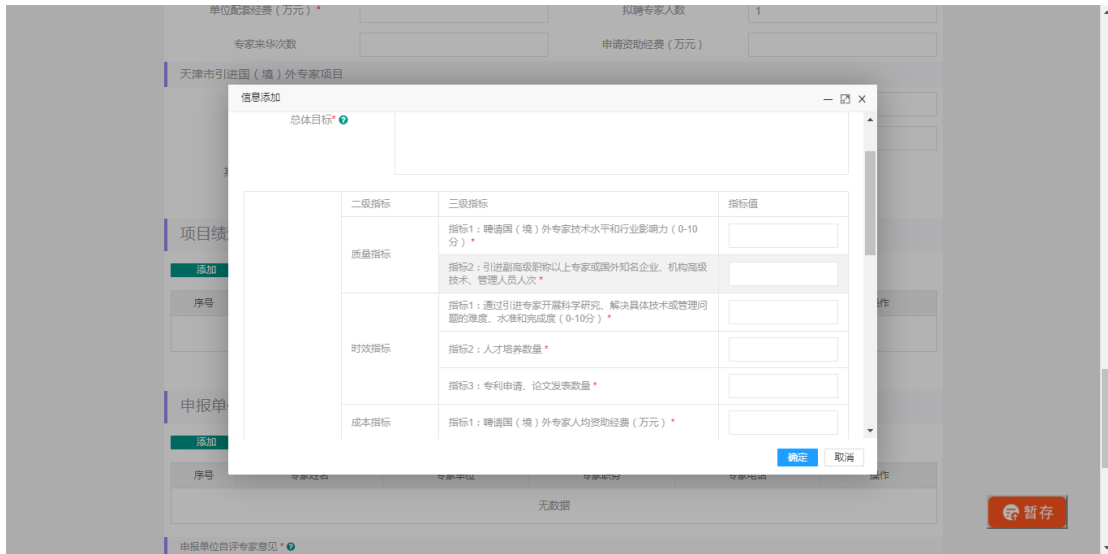 单位配套经费（万元）*
拟聘专家人数
1
专家来华次数
申请资助经费（万元）
天津市引进国（境）外专家项目
信息添加
总体目标*
项目绩
添加
序号
二级指标
三级指标
指标值
质量指标
指标1：聘请国（境）外专家技术水平和行业影响力（0-10
分）*
指标2：引进副高级职称以上专家或国外知名企业、机构高级
技术、管理人员人次*
时效指标
指标1：通过引进专家开展科学研究、解决具体技术或管理问
题的难度、水准和完成度（0-10分）*
指标2：人才培养数量*
指标3：专利申请、论文发表数量*
成本指标
指标1：聘请国（境）外专家人均资助经费（万元）*
确定
取消
申报单
添加
序号
专家姓名
专家单位
专家职务
专家电话
操作
无数据
暂存
申报单位自评专家意见*